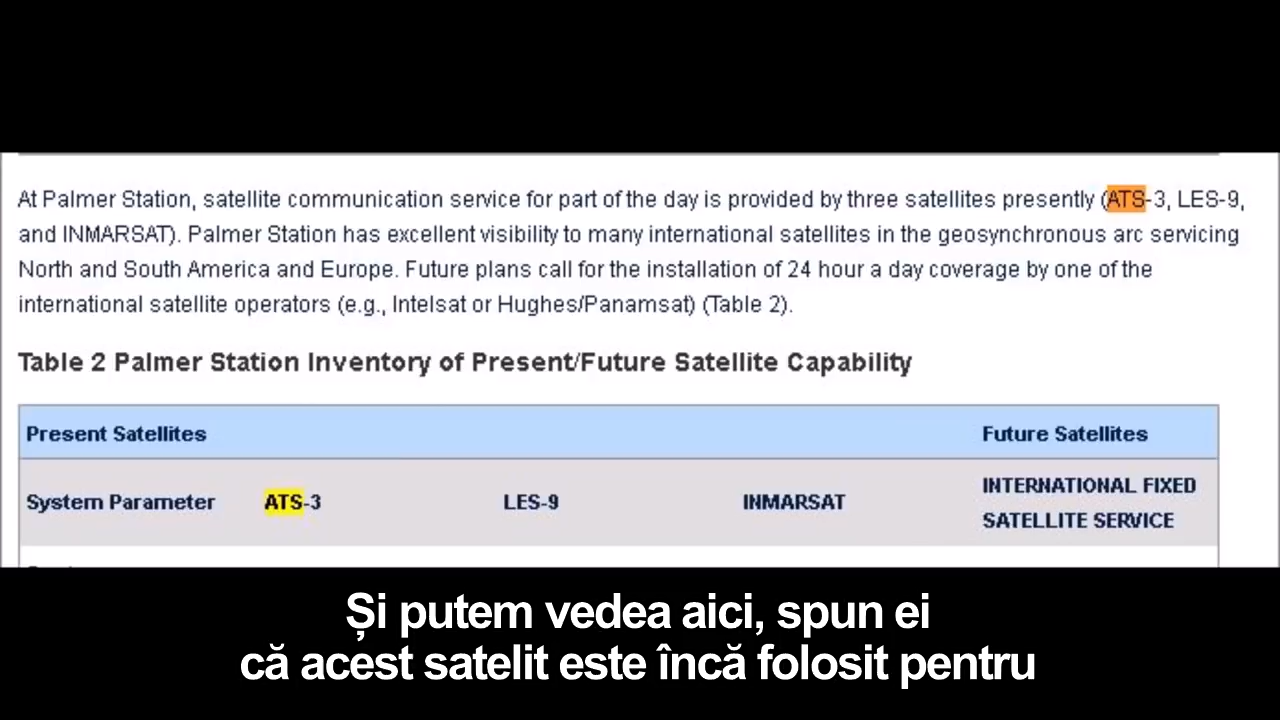 At Palmer Station, satellite communication service for part of the day is provided by three satellites presently (ATS-3, LES-9,
and INMARSAT). Palmer Station has excellent visibility to many international satellites in the geosynchronous arc servicing
North and South America and Europe. Future plans call for the installation of 24 hour a day coverage by one of the
international satellite operators (e.g., Intelsat or Hughes/Panamsat) (Table 2).
Table 2 Palmer Station Inventory of Present/Future Satellite Capability
Present Satellites Future Satellites
System Parameter ATS-3 LES-9 INMARSAT INTERNATIONAL FIXED
SATELLITE SERVICE
Și putem vedea aici, spun ei
că acest satelit este încă folosit pentru